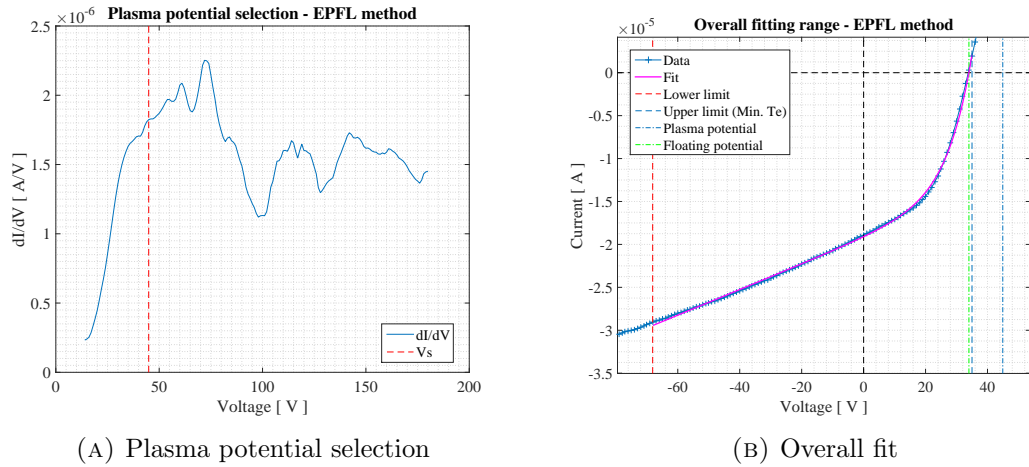 Plasma potential selection - EPFL method
×10⁻⁶
2.5
2
1.5
1
0.5
0
dI/dV [ A/V ]
0 50 100 150 200
Voltage [ V ]
dI/dV
Vs
(A) Plasma potential selection
Overall fitting range - EPFL method
×10⁻⁵
0
-0.5
-1
-1.5
-2
-2.5
-3
-3.5
Current [ A ]
-60 -40 -20 0 20 40
Voltage [ V ]
Data
Fit
Lower limit
Upper limit (Min. Te)
Plasma potential
Floating potential
(B) Overall fit